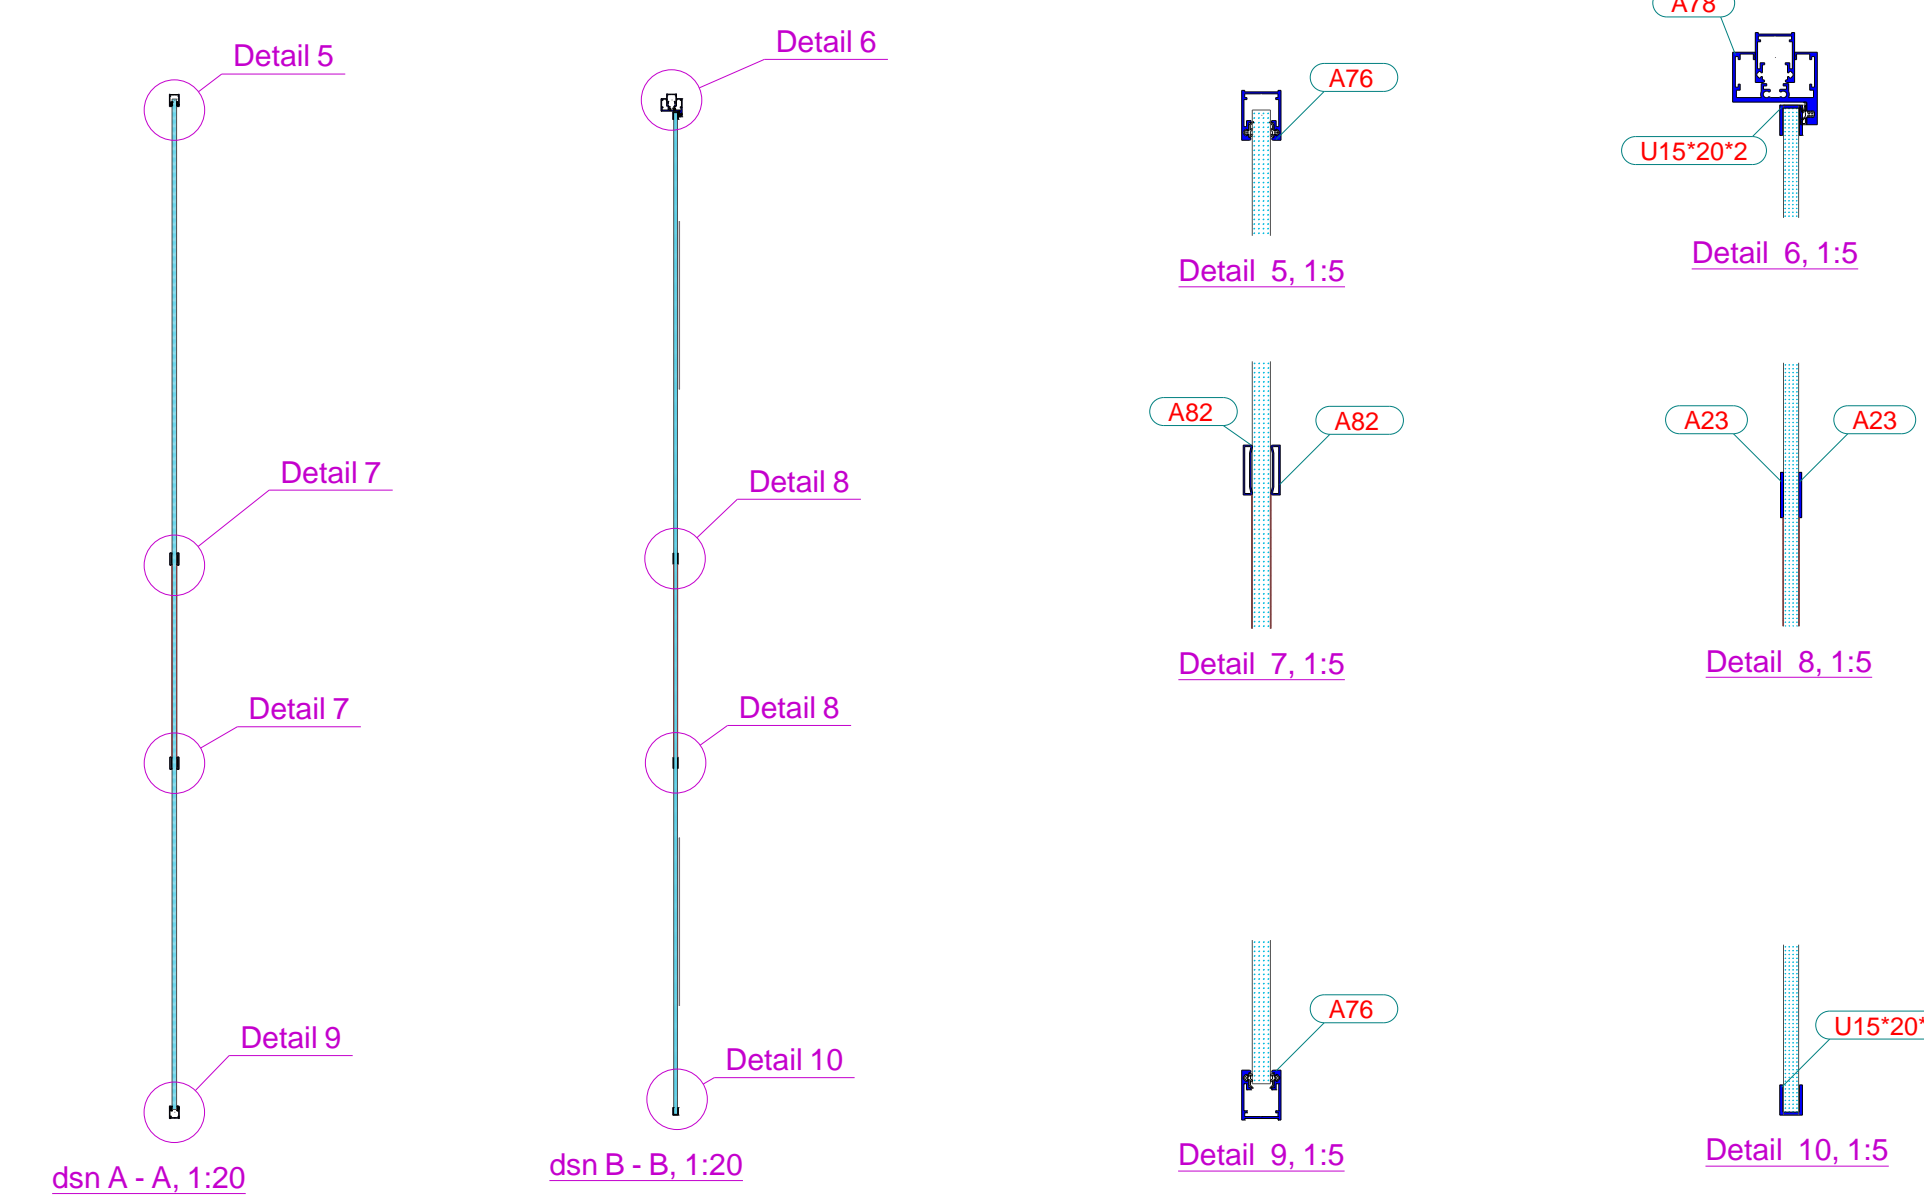 Detail 5
Detail 7
Detail 7
Detail 9
dsn A - A, 1:20
Detail 6
Detail 8
Detail 8
Detail 10
dsn B - B, 1:20
A76
Detail 5, 1:5
A78
U15*20*2
Detail 6, 1:5
A82
A82
Detail 7, 1:5
A23
A23
Detail 8, 1:5
A76
Detail 9, 1:5
U15*20*
Detail 10, 1:5